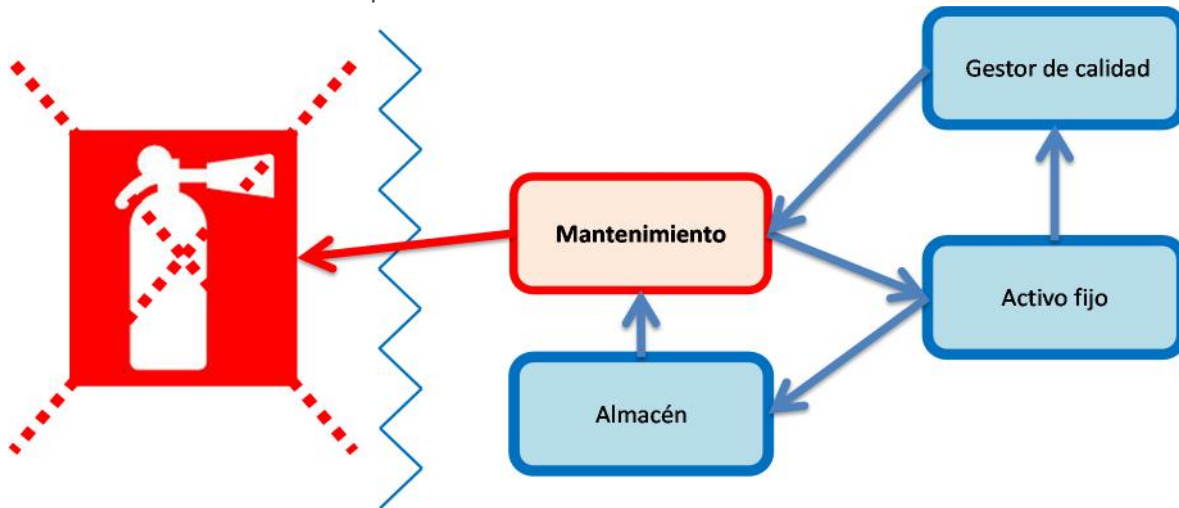 Gestor de calidad
Mantenimiento
Activo fijo
Almacén